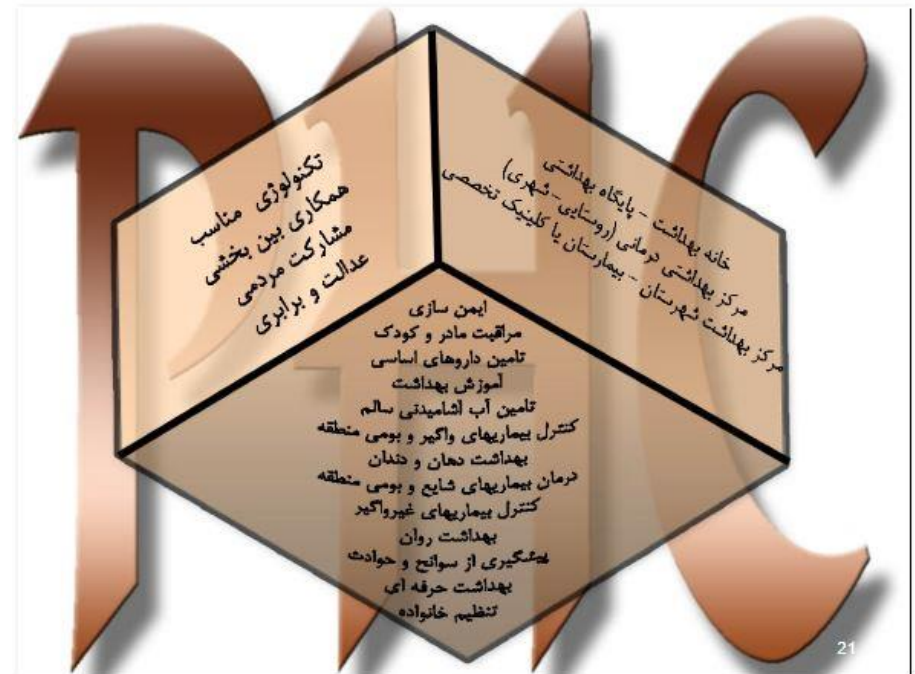 PHC
تکنولوژی مناسب
همکاری بین بخشی
مشارکت مردمی
عدالت و برابری
خانه بهداشت - پایگاه بهداشتی
مرکز بهداشتی درمانی (روستایی- شهری)
مرکز بهداشت شهرستان - بیمارستان یا کلینیک تخصصی
ایمن سازی
مراقبت مادر و کودک
تامین داروهای اساسی
آموزش بهداشت
تامین آب آشامیدنی سالم
کنترل بیماریهای واگیر و بومی منطقه
بهداشت دهان و دندان
درمان بیماریهای شایع و بومی منطقه
کنترل بیماریهای غیرواگیر
بهداشت روان
پیشگیری از سوانح و حوادث
بهداشت حرفه ای
تنظیم خانواده
21